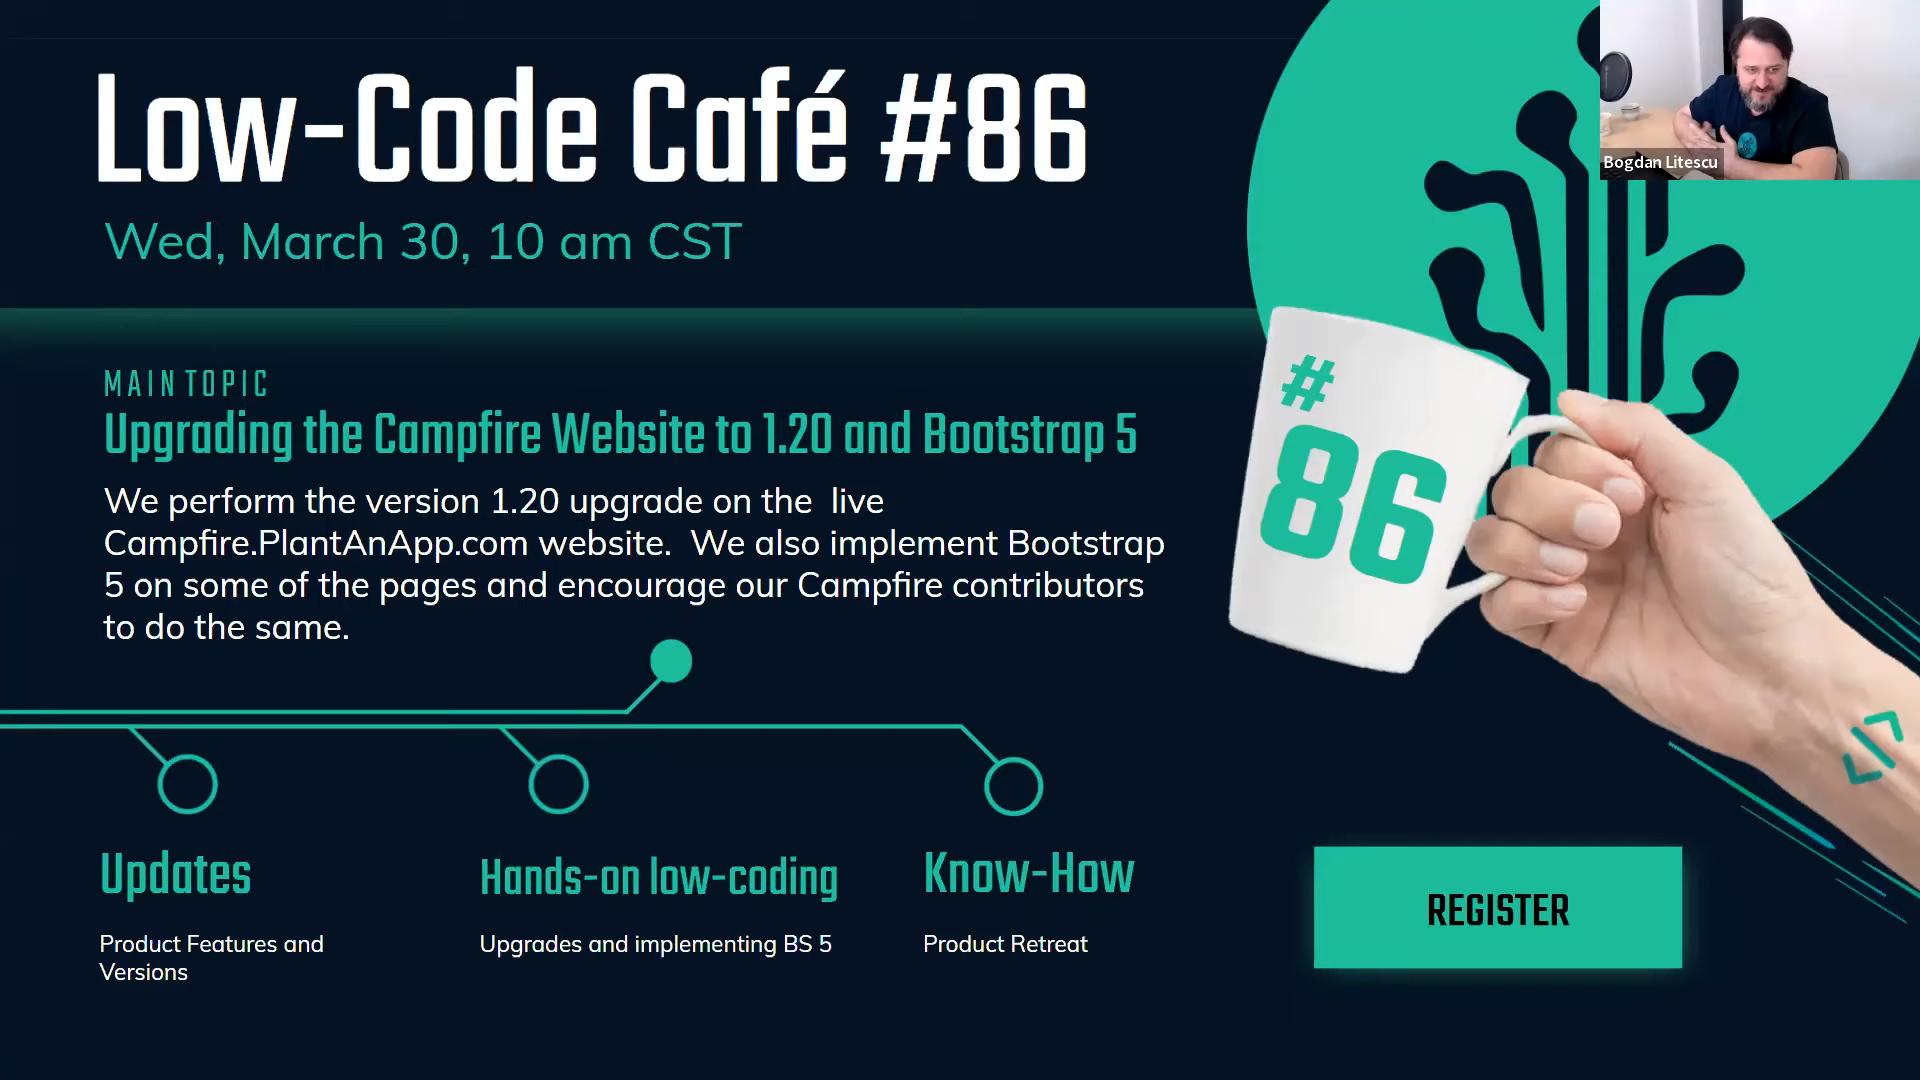 Low-Code Café #86
Wed, March 30, 10 am CST
Bogdan Litescu
MAIN TOPIC
Upgrading the Campfire Website to 1.20 and Bootstrap 5
We perform the version 1.20 upgrade on the  live
Campfire.PlantAnApp.com website.  We also implement Bootstrap
5 on some of the pages and encourage our Campfire contributors
to do the same.
#
86
Updates
Product Features and
Versions
Hands-on low-coding
Upgrades and implementing BS 5
Know-How
Product Retreat
REGISTER